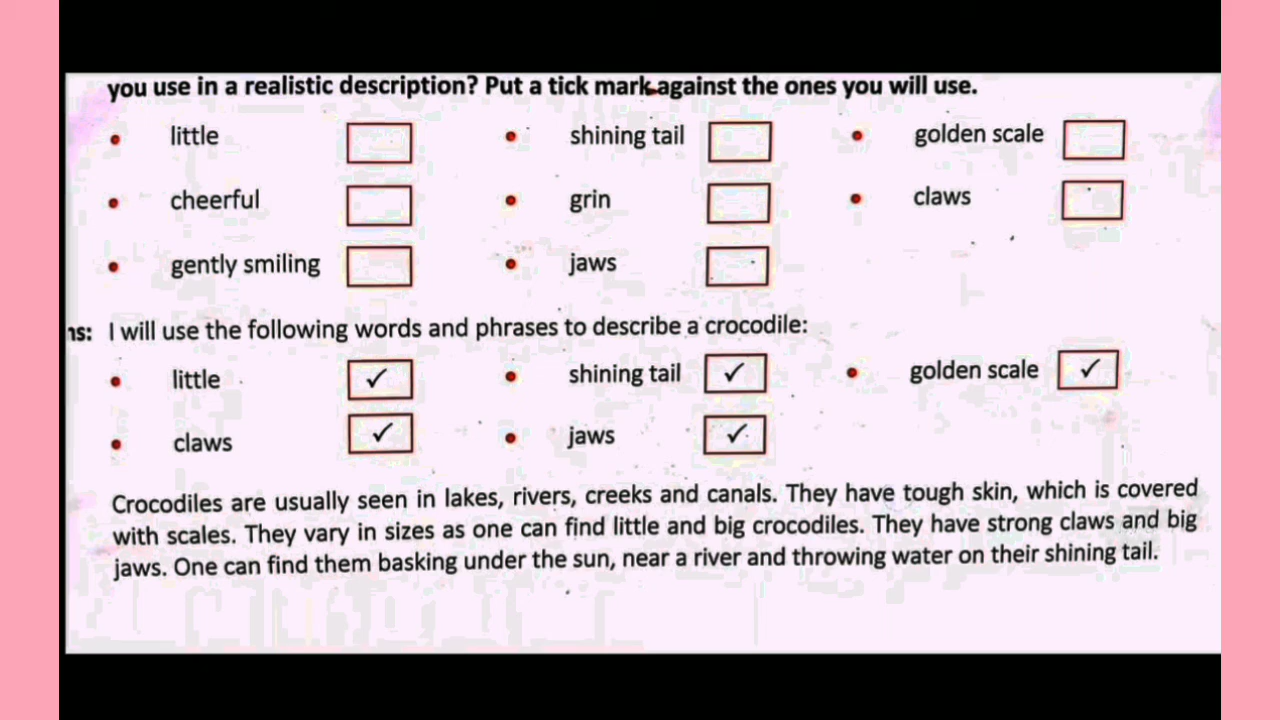 you use in a realistic description? Put a tick mark against the ones you will use.
little shining tail golden scale
cheerful grin claws
gently smiling jaws
ns: I will use the following words and phrases to describe a crocodile:
little ✓ shining tail ✓ golden scale ✓
claws ✓ jaws ✓
Crocodiles are usually seen in lakes, rivers, creeks and canals. They have tough skin, which is covered
with scales. They vary in sizes as one can find little and big crocodiles. They have strong claws and big
jaws. One can find them basking under the sun, near a river and throwing water on their shining tail.